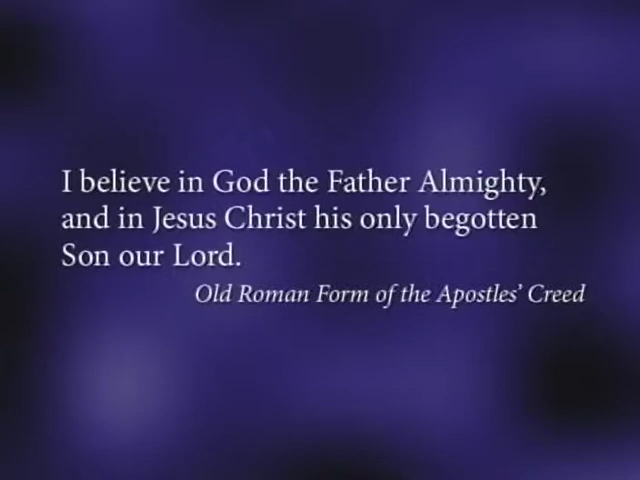 I believe in God the Father Almighty,
and in Jesus Christ his only begotten
Son our Lord.
Old Roman Form of the Apostles’ Creed